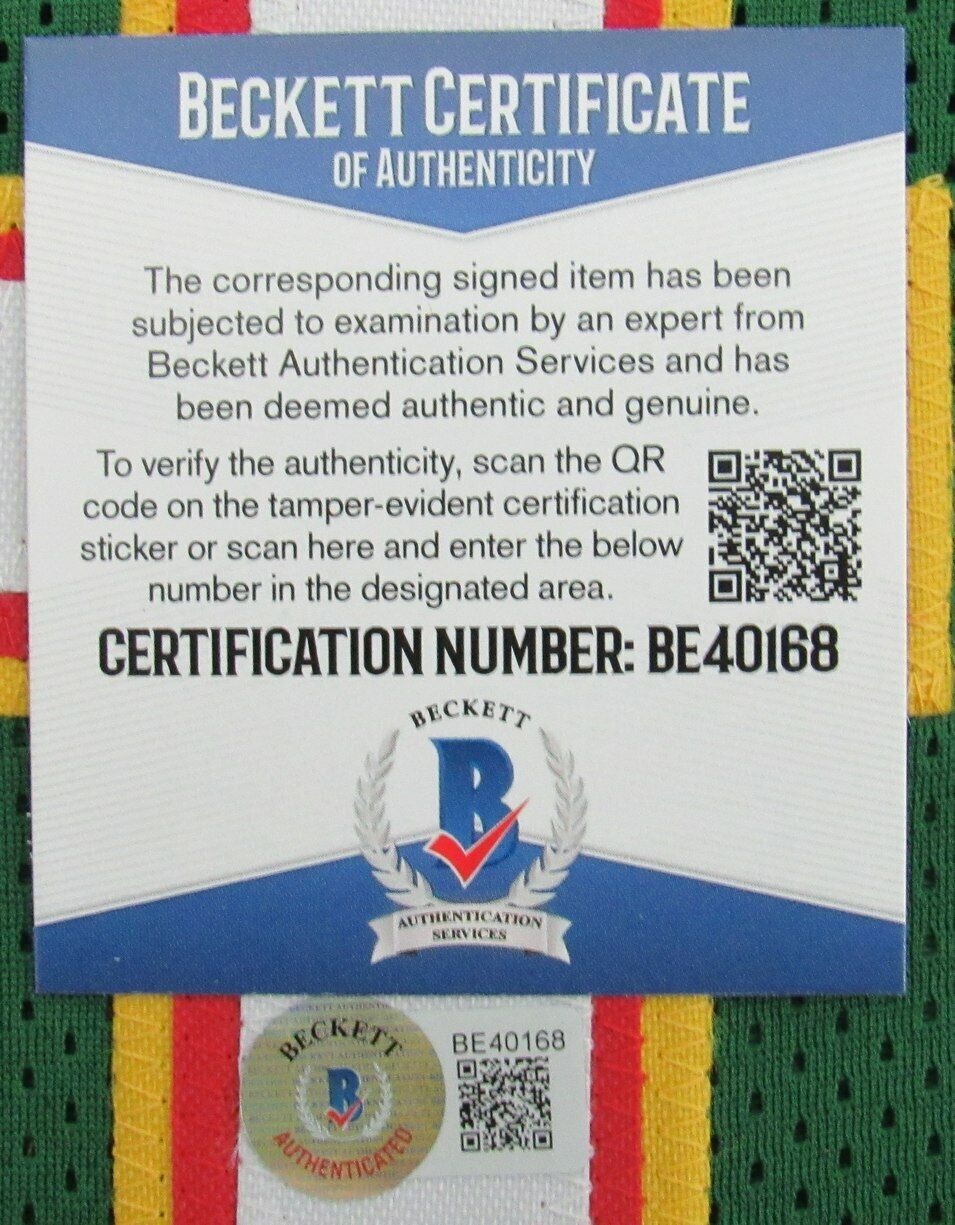 BECKETT CERTIFICATE
OF AUTHENTICITY
The corresponding signed item has been
subjected to examination by an expert from
Beckett Authentication Services and has
been deemed authentic and genuine.
To verify the authenticity, scan the QR
code on the tamper-evident certification
sticker or scan here and enter the below
number in the designated area.
CERTIFICATION NUMBER: BE40168
BECKETT
B
AUTHENTICATION
SERVICES
BECKETT
B
AUTHENTICATED
BE40168